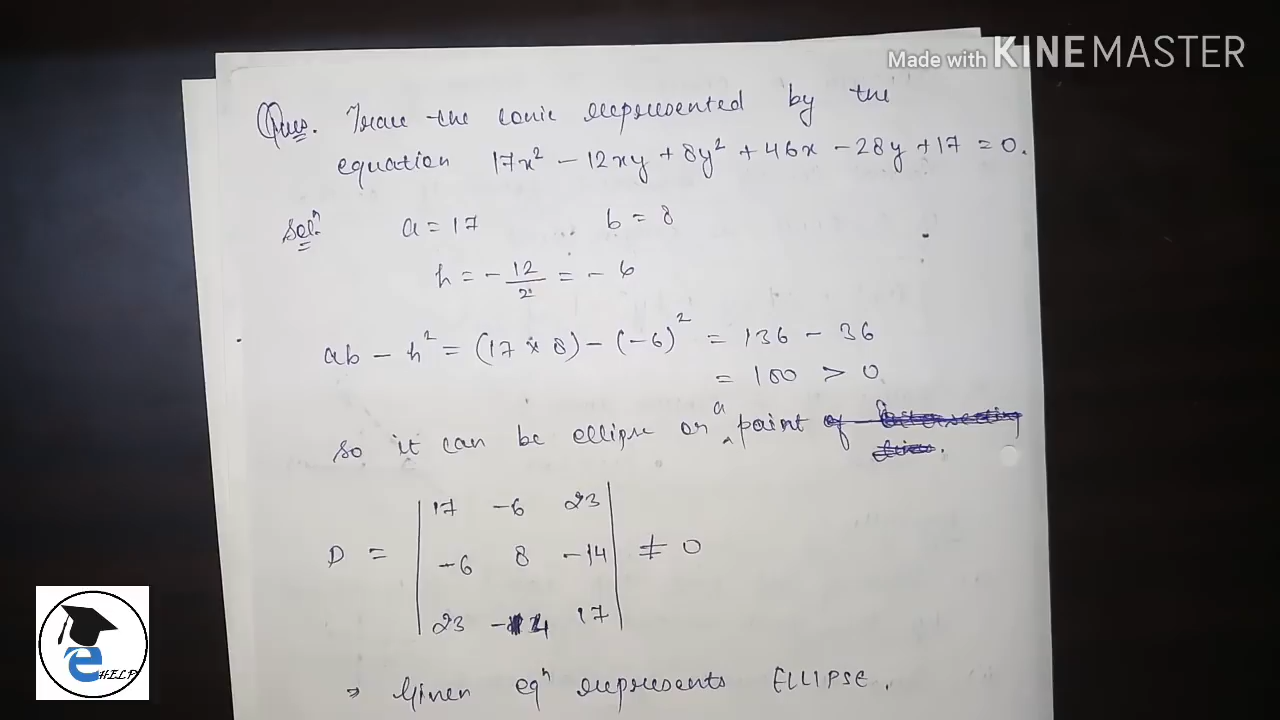 Made with KINEMASTER
Ques. Trace the conic represented by the
equation 17x² - 12xy + 8y² + 46x - 28y + 17 = 0.
Solⁿ. a = 17 b = 8
h = - 12/2 = - 6
ab - h² = (17 × 8) - (-6)² = 136 - 36
= 100 > 0
so it can be ellipse or a point
D = | 17 -6 23 |
| -6 8 -14 | ≠ 0
| 23 -14 17 |
⇒ Given eqⁿ represents ELLIPSE.
e HELP